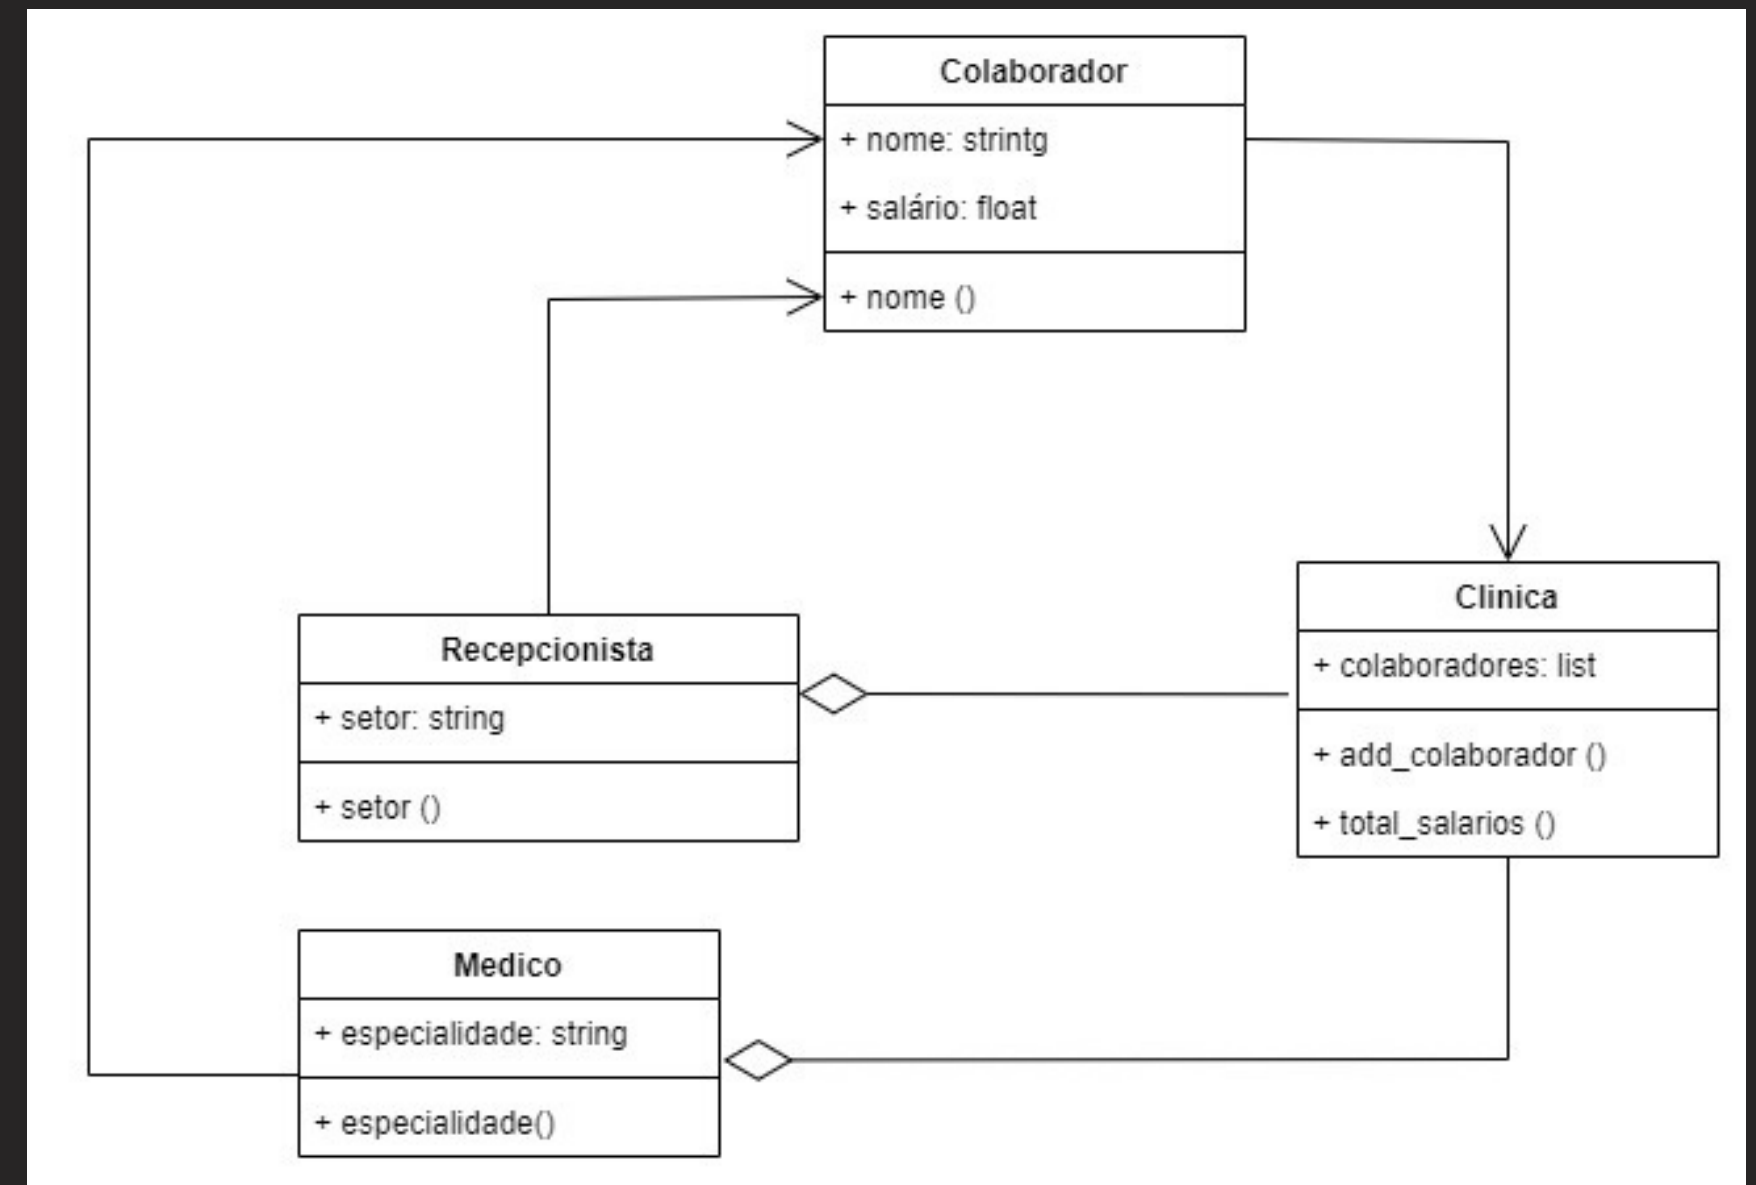 Colaborador
+ nome: strintg
+ salário: float
+ nome ()
Clinica
+ colaboradores: list
+ add_colaborador ()
+ total_salarios ()
Recepcionista
+ setor: string
+ setor ()
Medico
+ especialidade: string
+ especialidade()